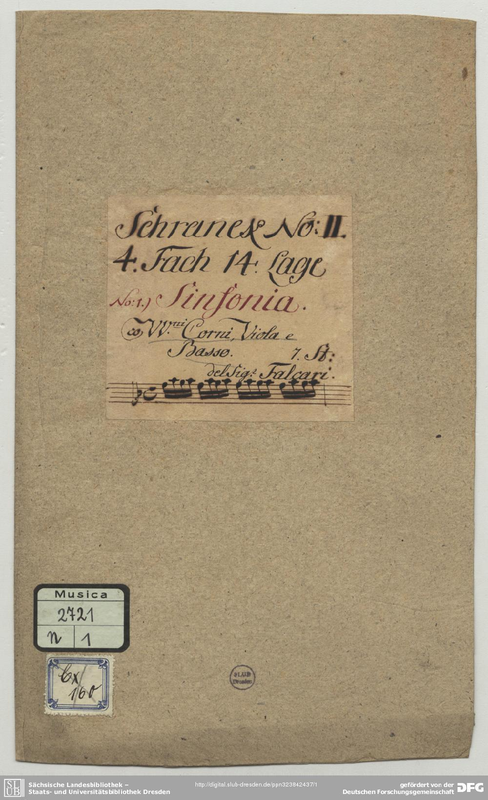 Schranck No: II.
4. Fach 14. Lage
No: 1.) Sinfonia.
co, VV.ni Corni, Viola e
Basso. 7. St:
del Sig.r Falcari.
Musica
2721
n 1
Cx
160
SLUB
Dresden
Sächsische Landesbibliothek –
Staats- und Universitätsbibliothek Dresden
http://digital.slub-dresden.de/ppn323842437/1
gefördert von der
Deutschen Forschungsgemeinschaft DFG